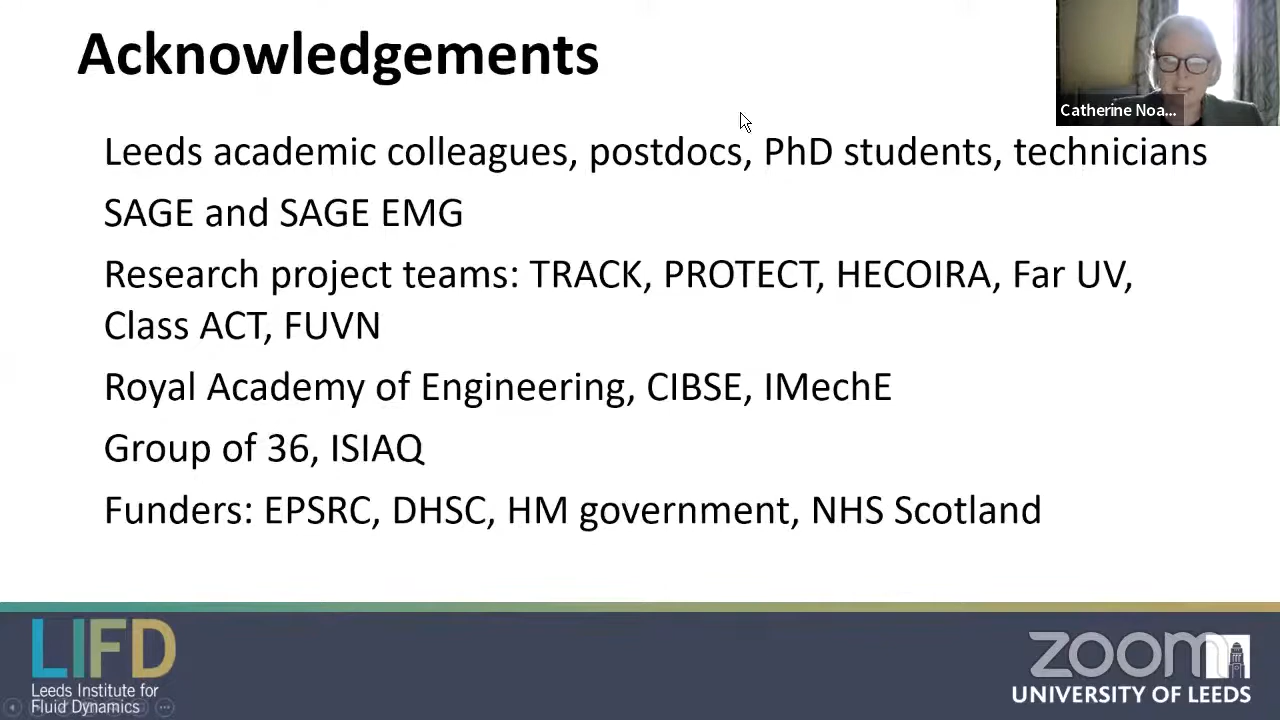 Acknowledgements
Catherine Noa...
Leeds academic colleagues, postdocs, PhD students, technicians
SAGE and SAGE EMG
Research project teams: TRACK, PROTECT, HECOIRA, Far UV,
Class ACT, FUVN
Royal Academy of Engineering, CIBSE, IMechE
Group of 36, ISIAQ
Funders: EPSRC, DHSC, HM government, NHS Scotland
LIFD
Leeds Institute for
Fluid Dynamics
zoom
UNIVERSITY OF LEEDS